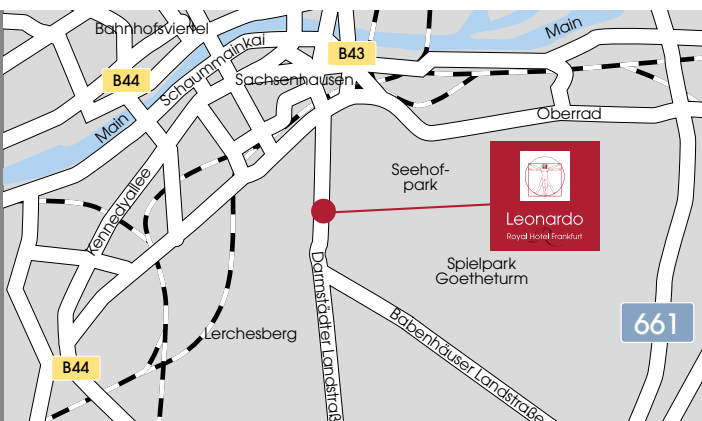 Bahnhofsviertel
Main
B43
Schaummainkai
B44
Sachsenhausen
Main
Oberrad
Seehof-
park
Kennedyallee
Leonardo
Royal Hotel Frankfurt
Spielpark
Goetheturm
Darmstädter Landstraß
Babenhäuser Landstraße
661
Lerchesberg
B44